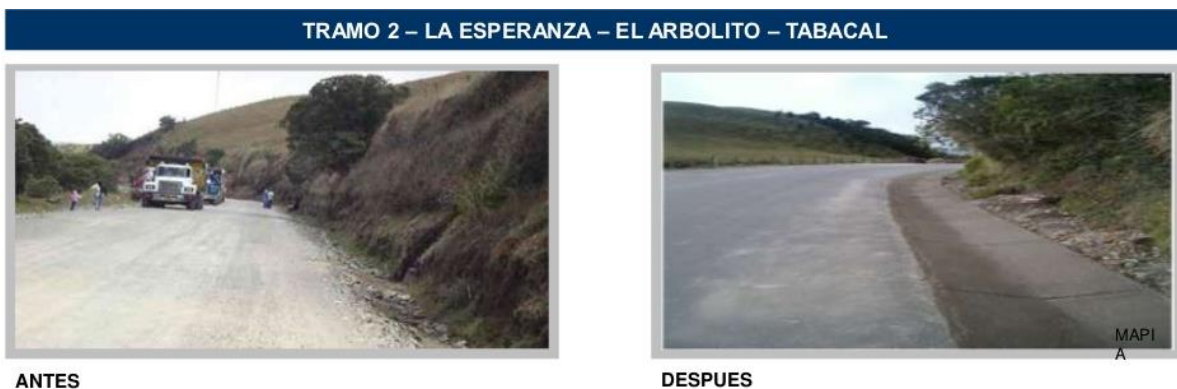 TRAMO 2 – LA ESPERANZA – EL ARBOLITO – TABACAL
MAPI
A
ANTES
DESPUES